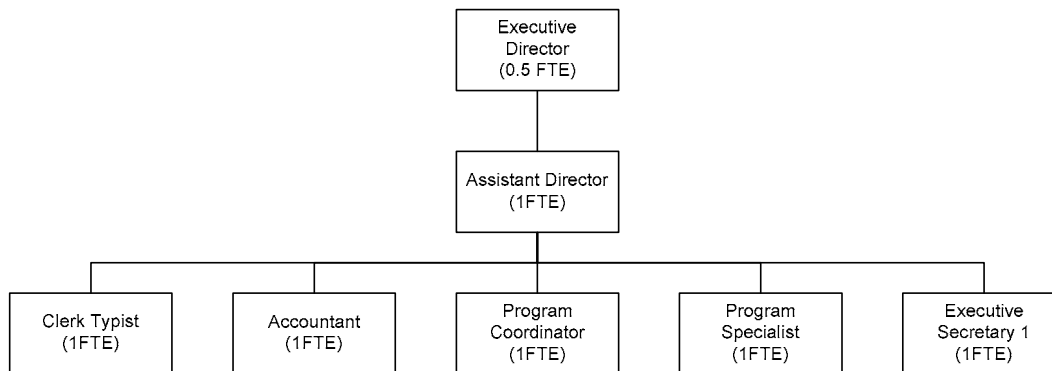 Executive
Director
(0.5 FTE)
Assistant Director
(1FTE)
Clerk Typist
(1FTE)
Accountant
(1FTE)
Program
Coordinator
(1FTE)
Program
Specialist
(1FTE)
Executive
Secretary 1
(1FTE)